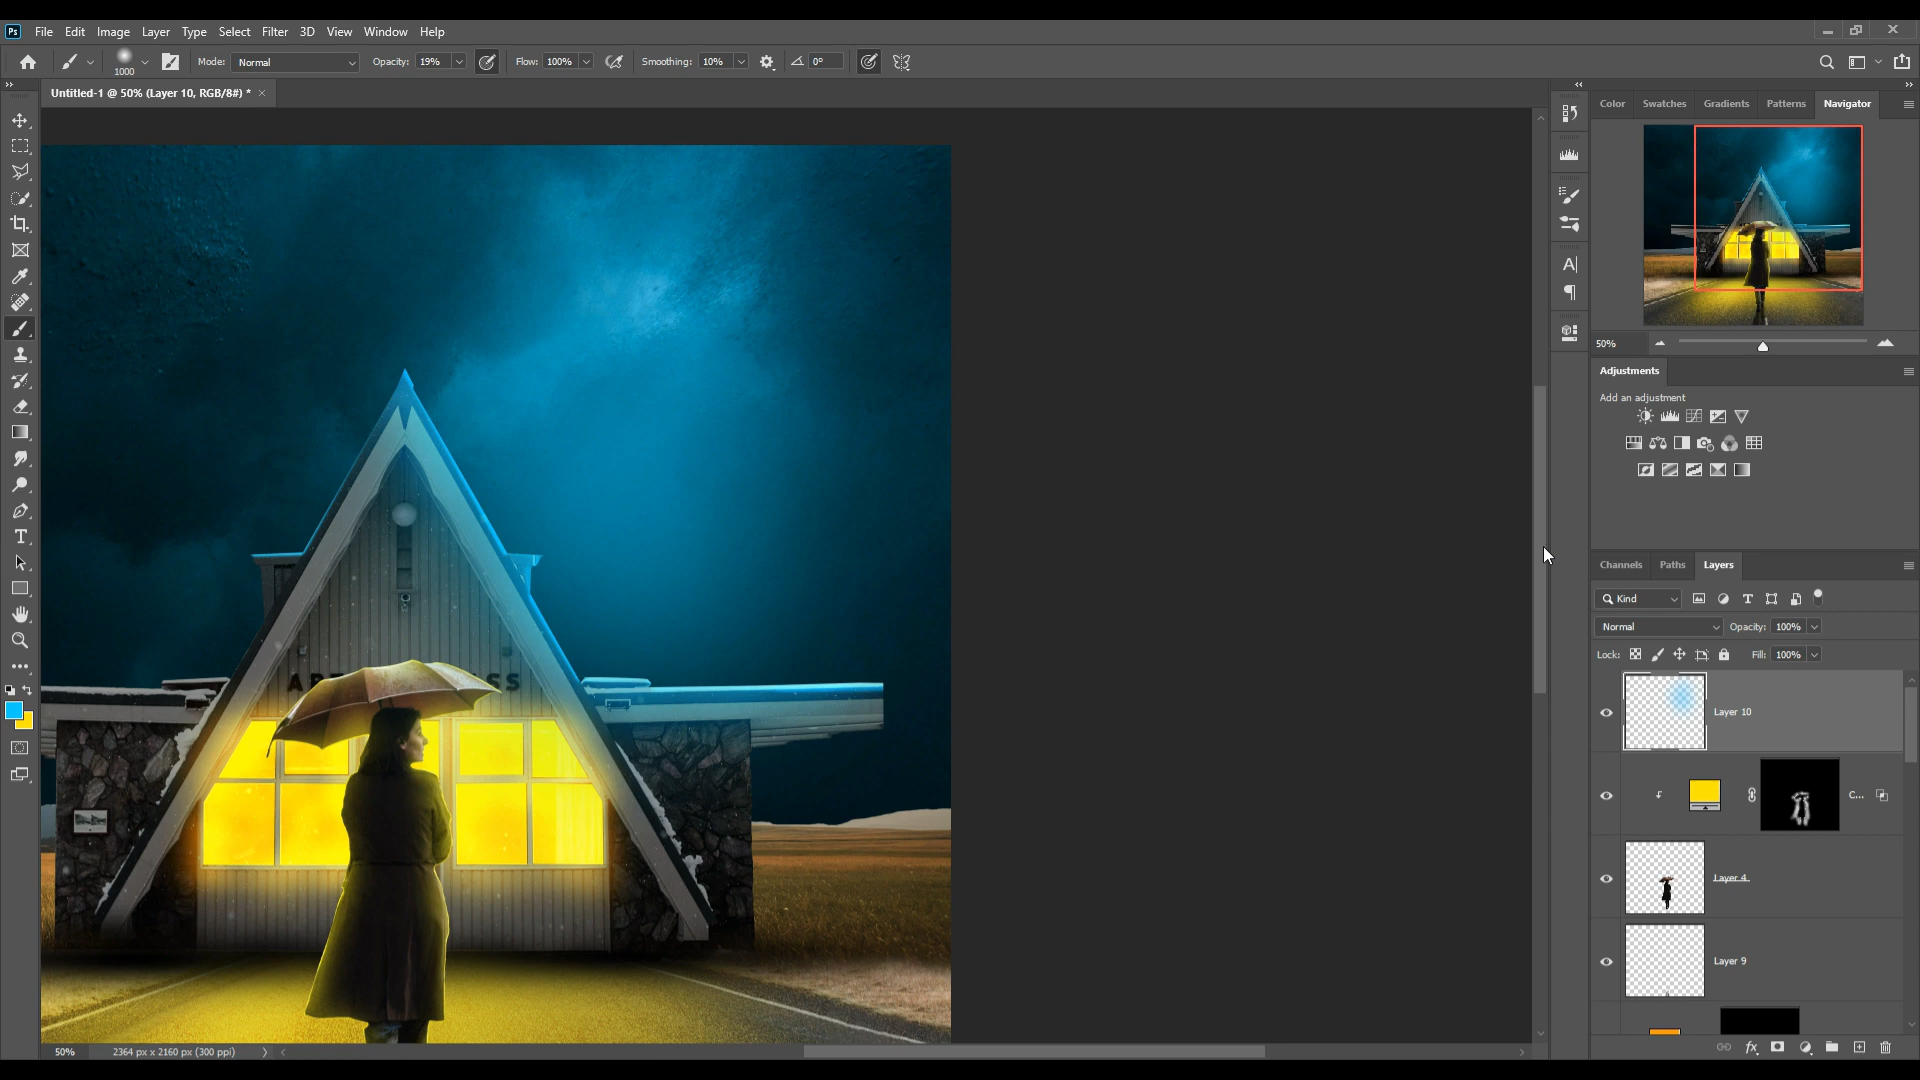 Ps File Edit Image Layer Type Select Filter 3D View Window Help
1000 Mode: Normal Opacity: 19% Flow: 100% Smoothing: 10% 0°
Untitled-1 @ 50% (Layer 10, RGB/8#) * ×
Color Swatches Gradients Patterns Navigator
50%
Adjustments
Add an adjustment
Channels Paths Layers
Kind
Normal Opacity: 100%
Lock: Fill: 100%
Layer 10
C...
Layer 4
Layer 9
50% 2364 px x 2160 px (300 ppi)